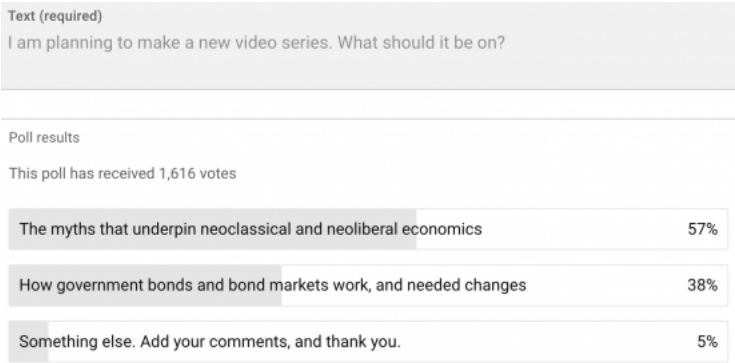 Text (required)
I am planning to make a new video series. What should it be on?
Poll results
This poll has received 1,616 votes
The myths that underpin neoclassical and neoliberal economics 57%
How government bonds and bond markets work, and needed changes 38%
Something else. Add your comments, and thank you. 5%